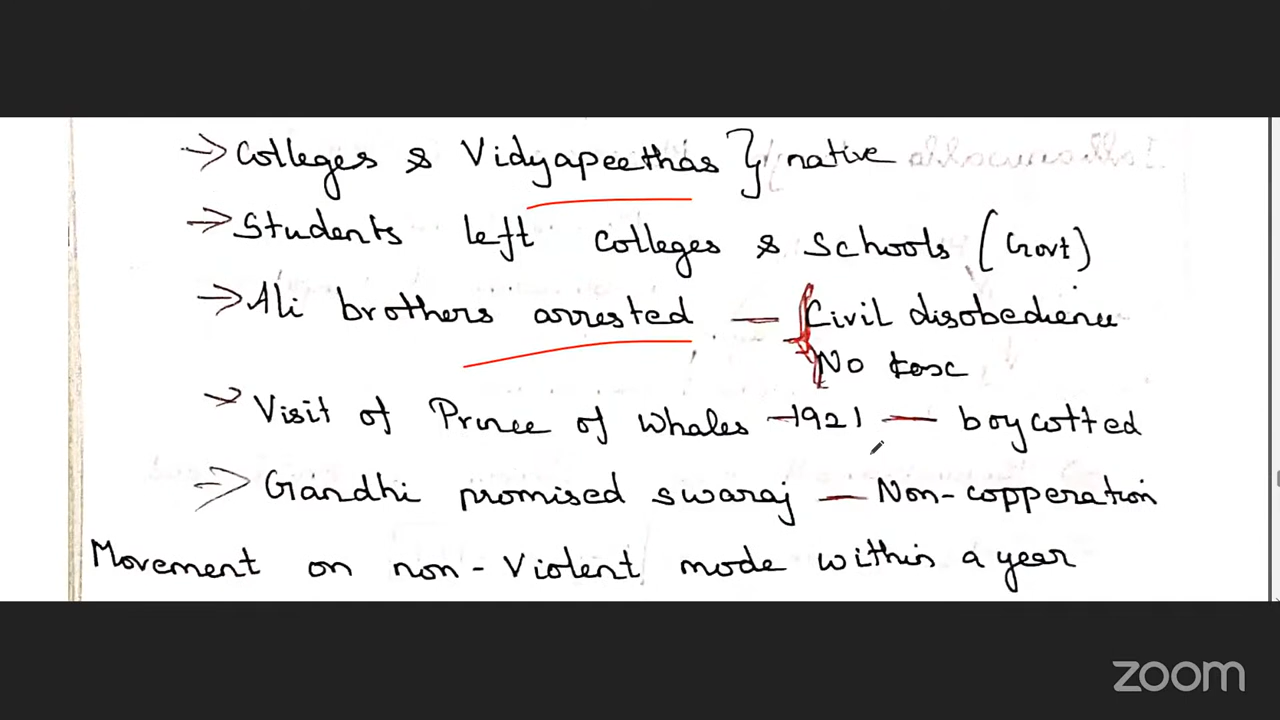 → Colleges & Vidyapeethas } native
→ Students left colleges & Schools (Govt)
→ Ali brothers arrested — { Civil disobedience
No tax
→ Visit of Prince of Whales - 1921 — boycotted
→ Gandhi promised swaraj — Non-copperation
Movement on non-Violent mode within a year
zoom